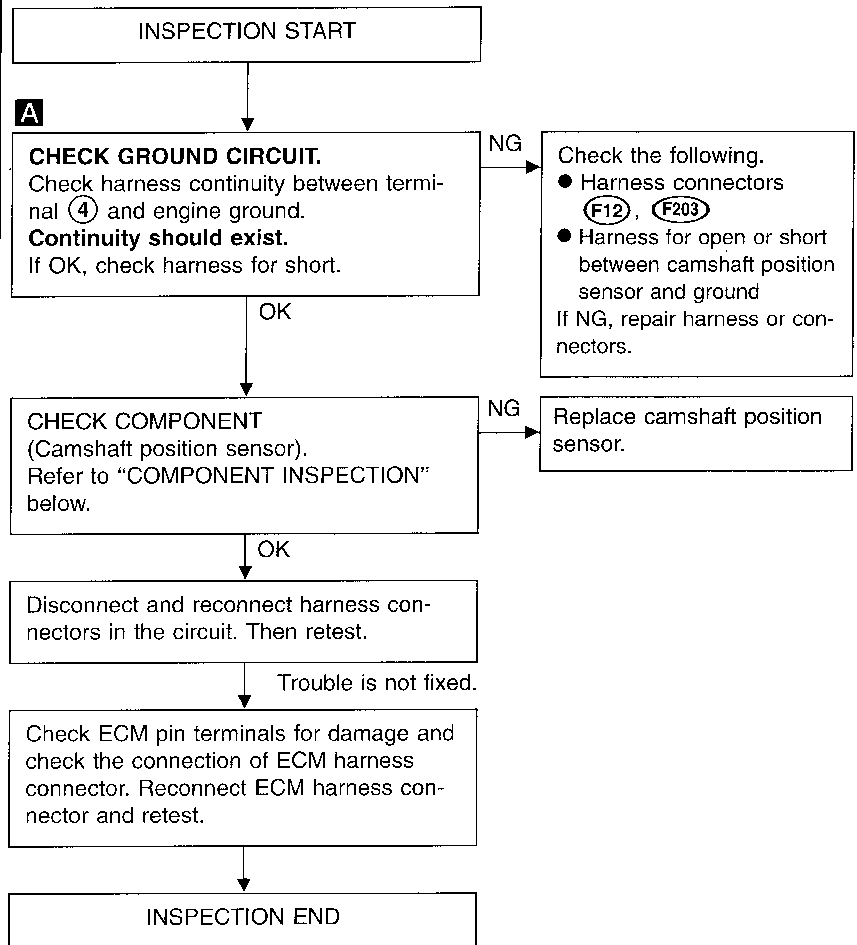 INSPECTION START
A
CHECK GROUND CIRCUIT.
Check harness continuity between termi-
nal 4 and engine ground.
Continuity should exist.
If OK, check harness for short.
NG
Check the following.
● Harness connectors
F12 , F203
● Harness for open or short
between camshaft position
sensor and ground
If NG, repair harness or con-
nectors.
OK
CHECK COMPONENT
(Camshaft position sensor).
Refer to “COMPONENT INSPECTION”
below.
NG
Replace camshaft position
sensor.
OK
Disconnect and reconnect harness con-
nectors in the circuit. Then retest.
Trouble is not fixed.
Check ECM pin terminals for damage and
check the connection of ECM harness
connector. Reconnect ECM harness con-
nector and retest.
INSPECTION END